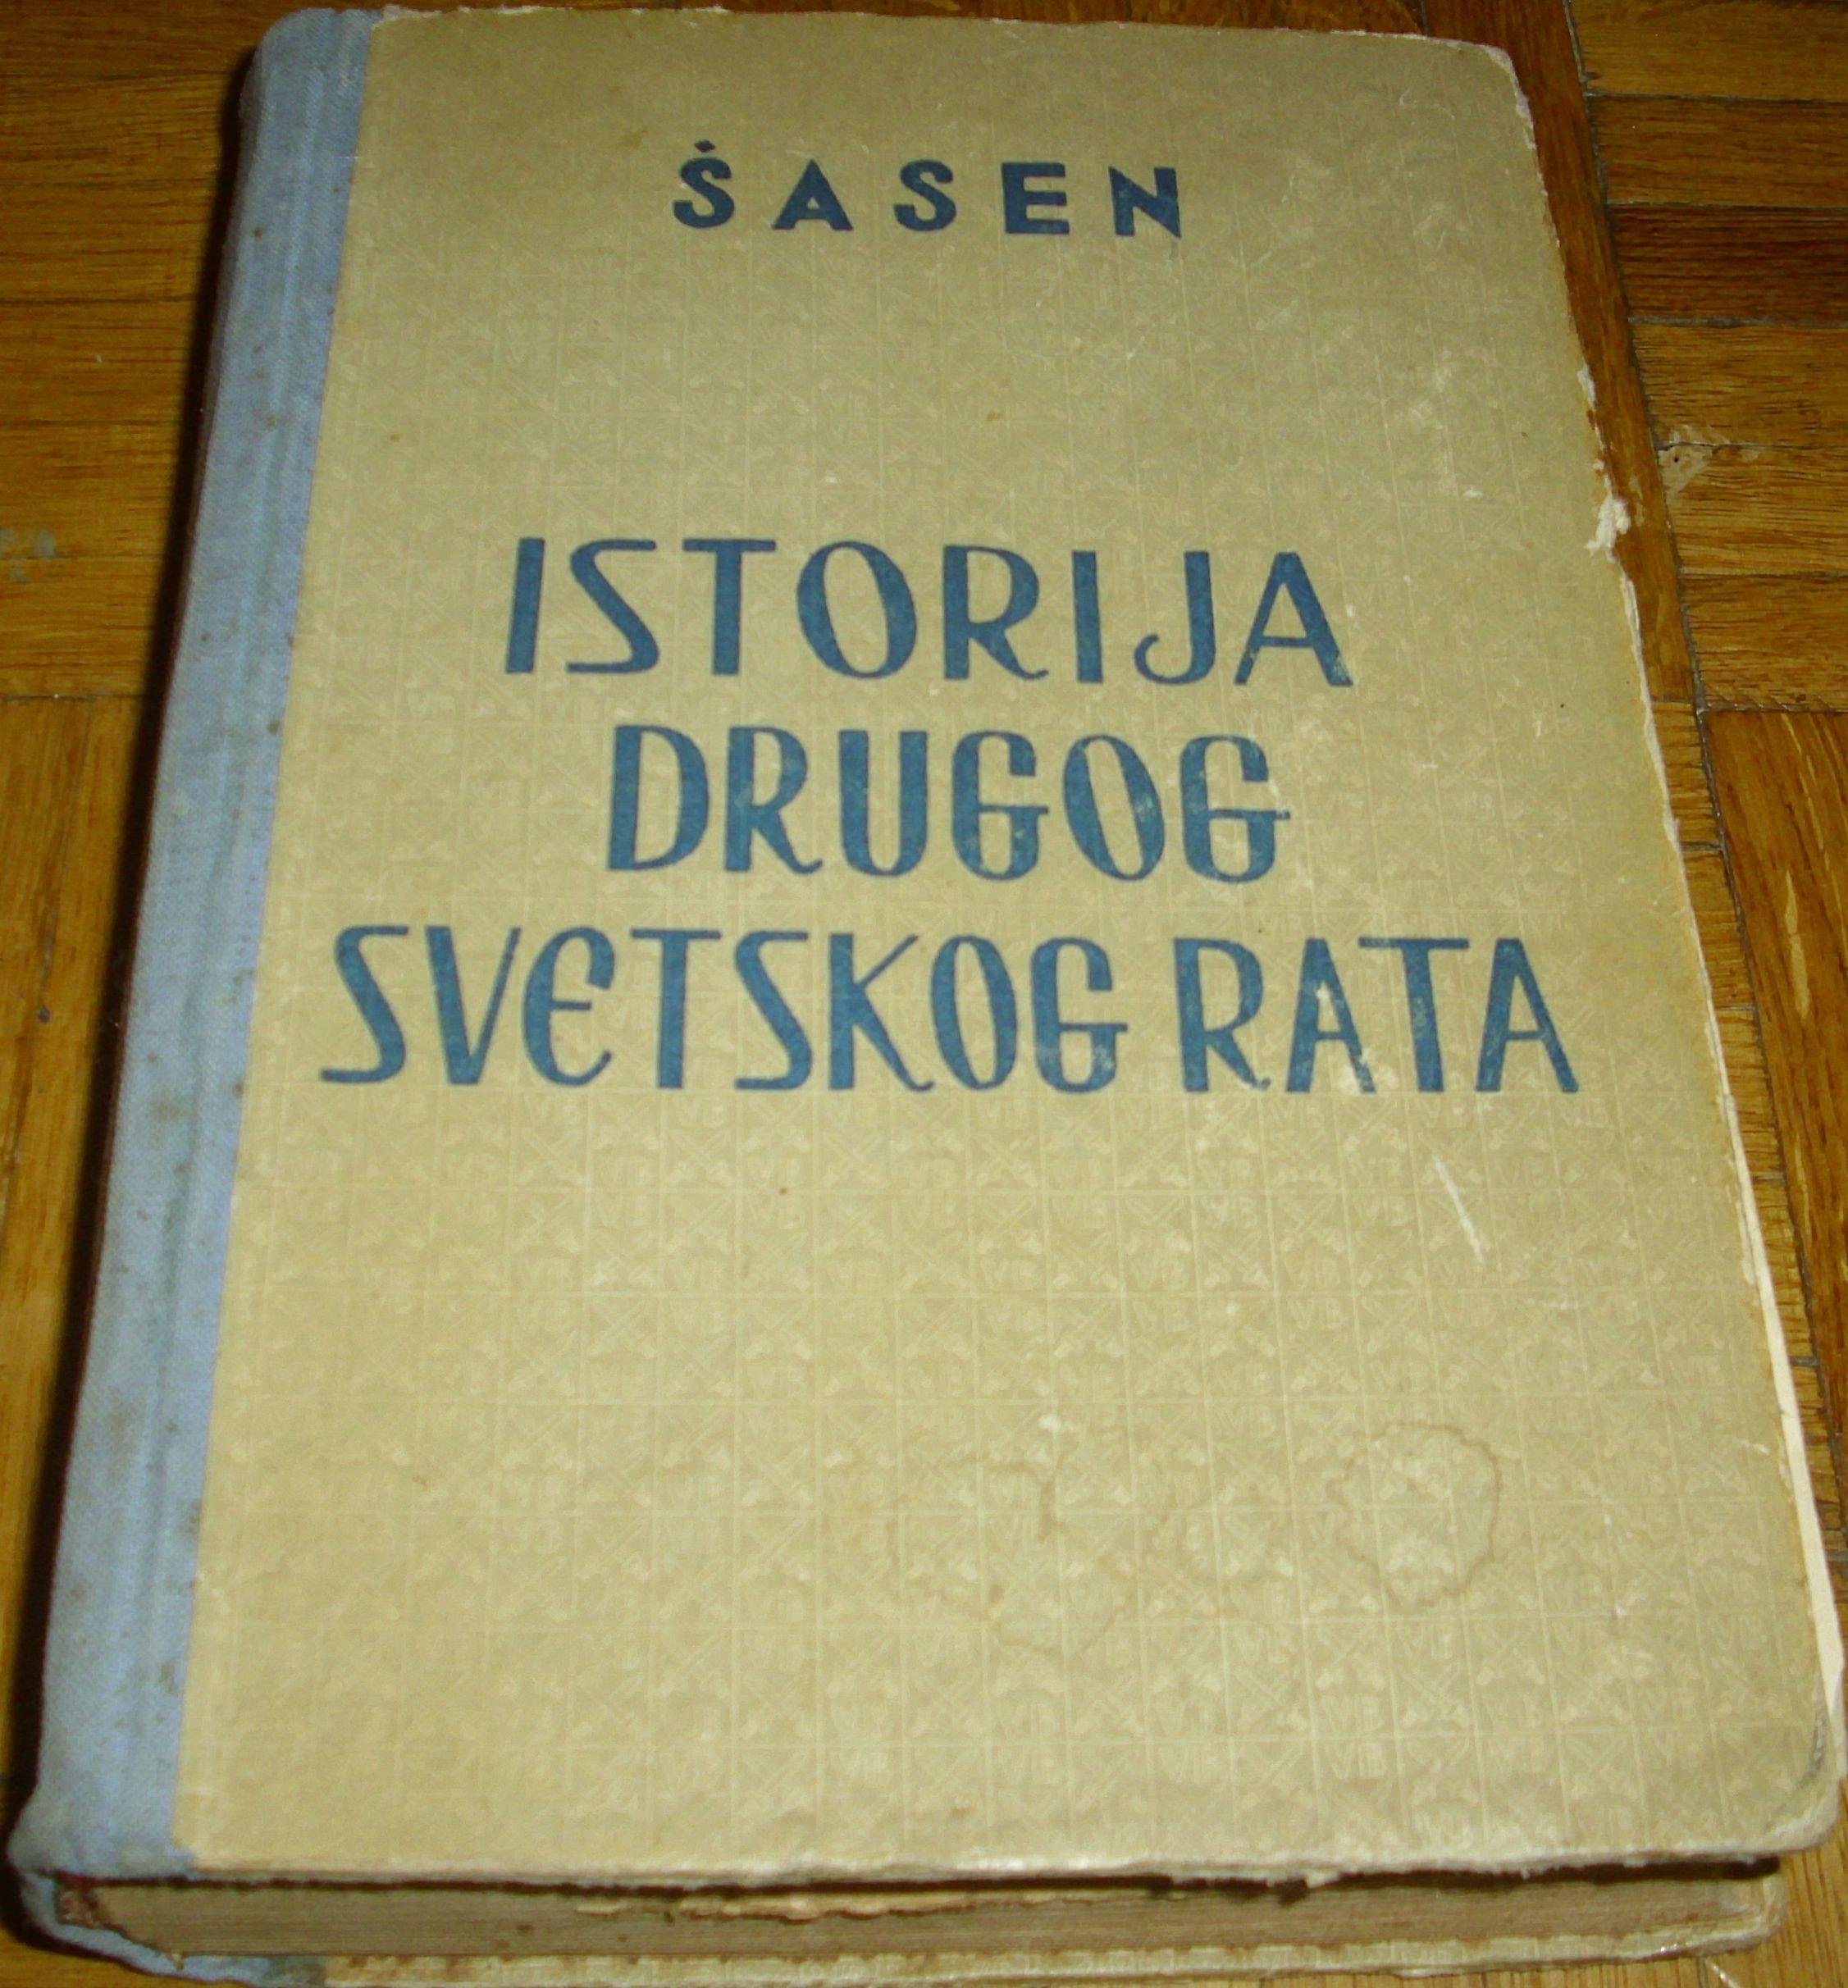 ŠASEN
ISTORIJA
DRUGOG
SVETSKOG RATA